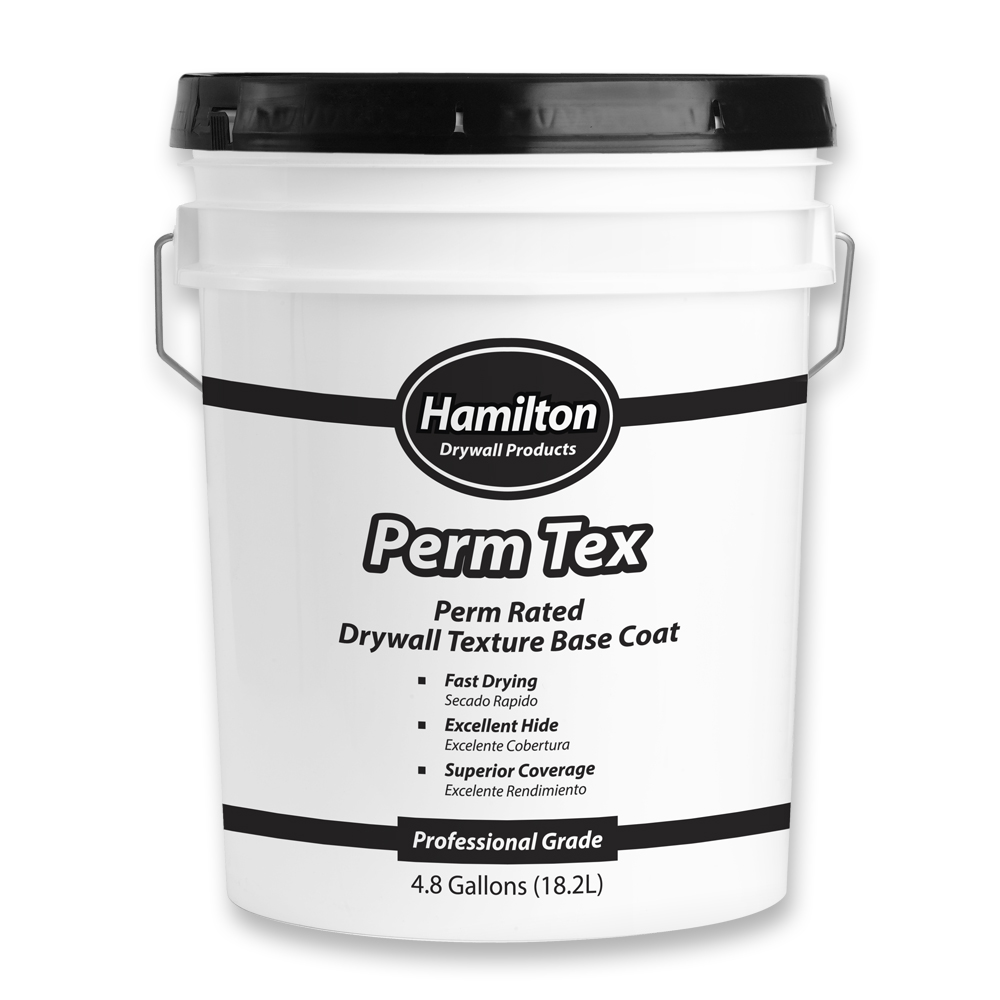 Hamilton
Drywall Products
Perm Tex
Perm Rated
Drywall Texture Base Coat
▪ Fast Drying
Secado Rapido
▪ Excellent Hide
Excelente Cobertura
▪ Superior Coverage
Excelente Rendimiento
Professional Grade
4.8 Gallons (18.2L)